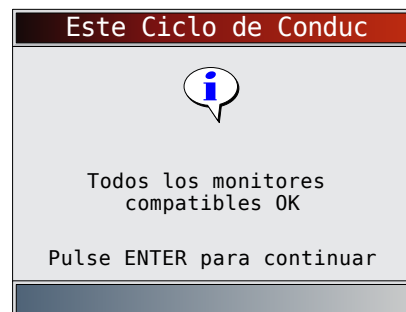 Este Ciclo de Conduc
i
Todos los monitores
compatibles OK
Pulse ENTER para continuar